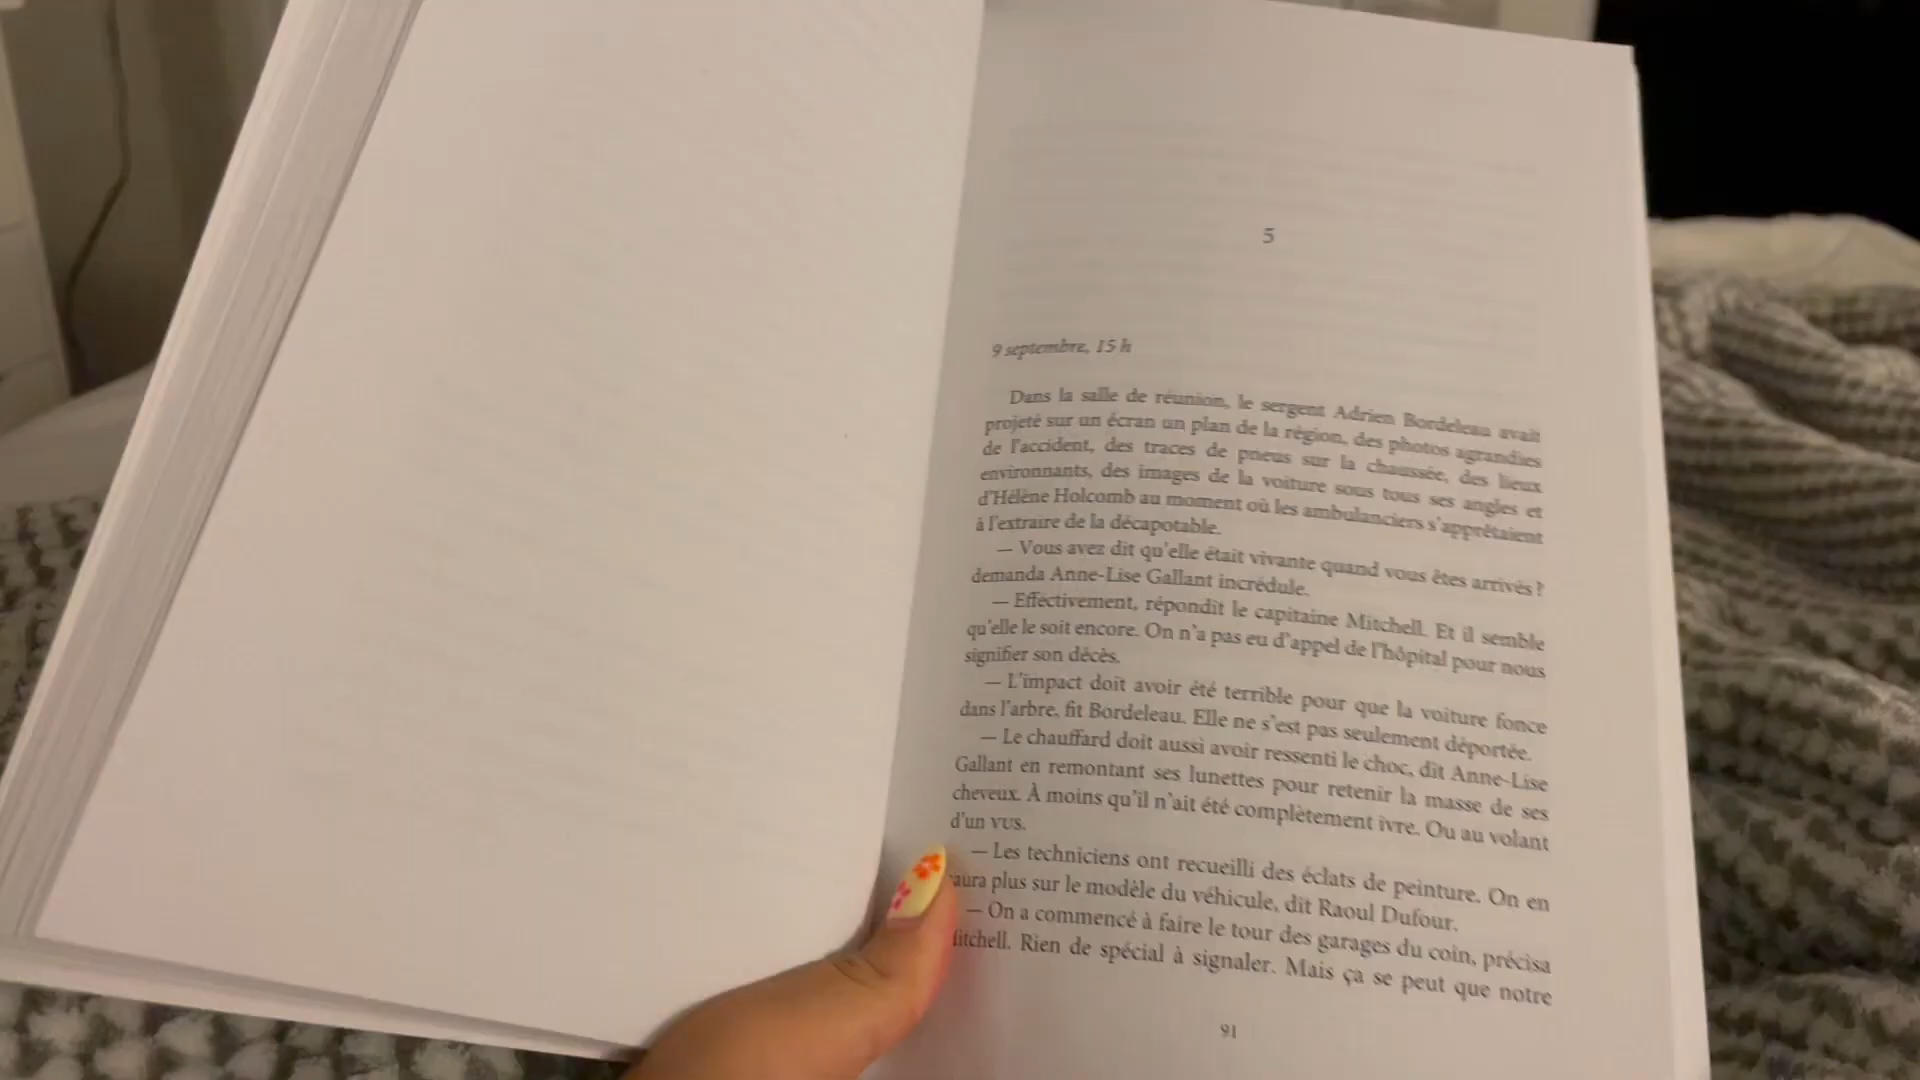 5
9 septembre, 15 h
Dans la salle de réunion, le sergent Adrien Bordeleau avait
projeté sur un écran un plan de la région, des photos agrandies
de l'accident, des traces de pneus sur la chaussée, des lieux
environnants, des images de la voiture sous tous ses angles et
d'Hélène Holcomb au moment où les ambulanciers s'apprêtaient
à l'extraire de la décapotable.
— Vous avez dit qu'elle était vivante quand vous êtes arrivés ?
demanda Anne-Lise Gallant incrédule.
— Effectivement, répondit le capitaine Mitchell. Et il semble
qu'elle le soit encore. On n'a pas eu d'appel de l'hôpital pour nous
signifier son décès.
— L'impact doit avoir été terrible pour que la voiture fonce
dans l'arbre, fit Bordeleau. Elle ne s'est pas seulement déportée.
— Le chauffard doit aussi avoir ressenti le choc, dit Anne-Lise
Gallant en remontant ses lunettes pour retenir la masse de ses
cheveux. À moins qu'il n'ait été complètement ivre. Ou au volant
d'un VUS.
— Les techniciens ont recueilli des éclats de peinture. On en
aura plus sur le modèle du véhicule, dit Raoul Dufour.
— On a commencé à faire le tour des garages du coin, précisa
itchell. Rien de spécial à signaler. Mais ça se peut que notre
91